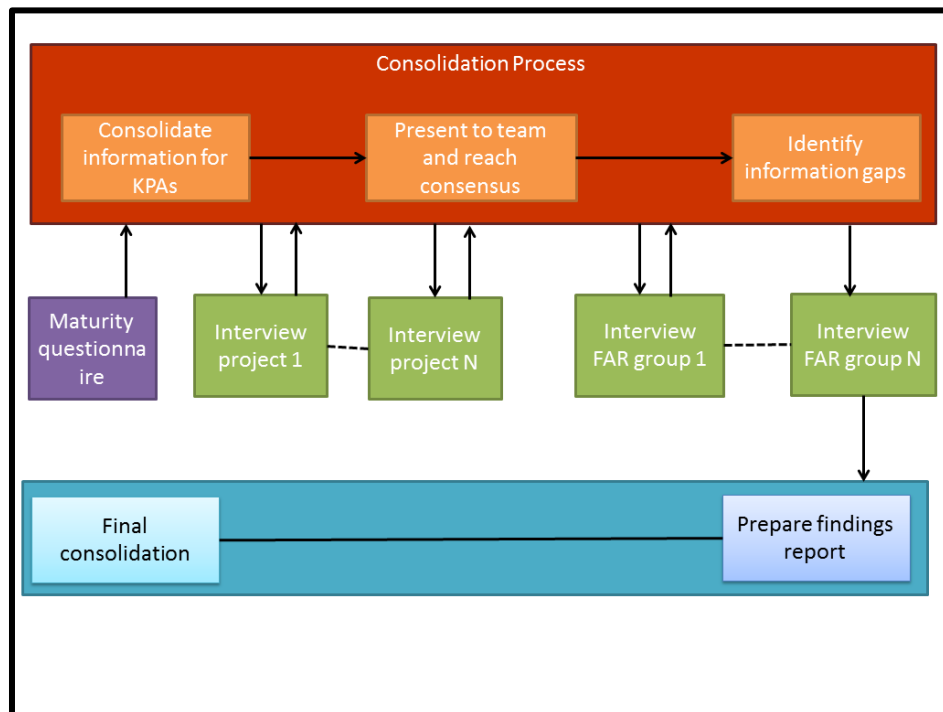 Consolidation Process
Consolidate
information for
KPAs
Present to team
and reach
consensus
Identify
information gaps
Maturity
questionna
ire
Interview
project 1
Interview
project N
Interview
FAR group 1
Interview
FAR group N
Final
consolidation
Prepare findings
report